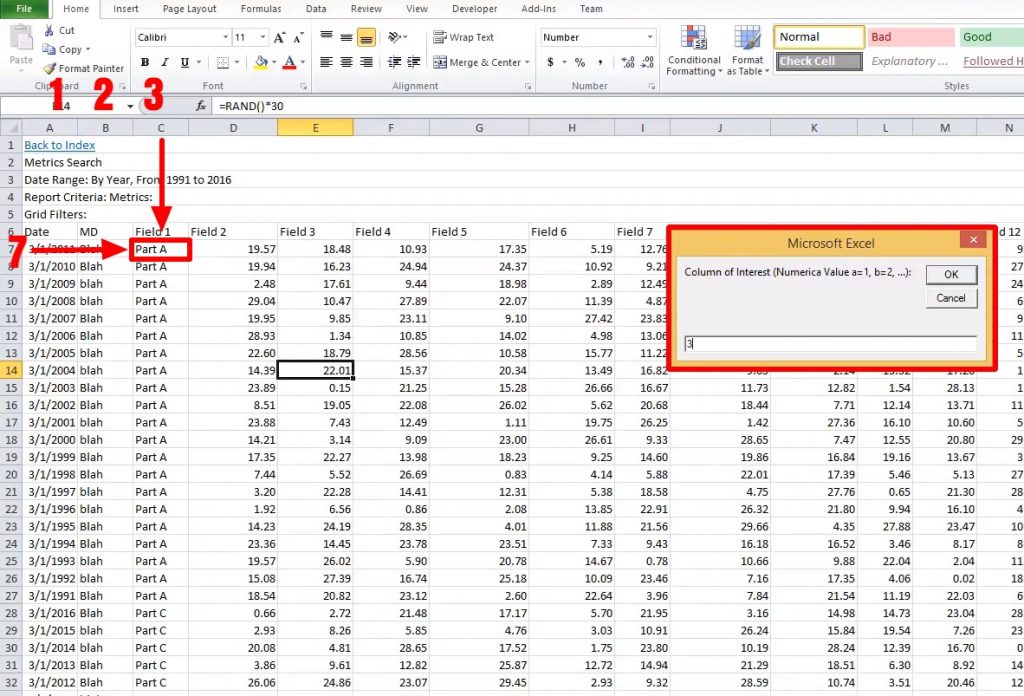 File Home Insert Page Layout Formulas Data Review View Developer Add-Ins Team
Cut
Copy
Paste
Format Painter
Calibri 11
B I U
Wrap Text
Merge & Center
Number
$ % ,
Conditional Formatting
Format as Table
Normal Bad Good
Check Cell Explanatory ... Followed H
Font Alignment Number Styles
1 2 3
fx =RAND()*30
A B C D E F G H I J K L M N
1 Back to Index
2 Metrics Search
3 Date Range: By Year, From 1991 to 2016
4 Report Criteria: Metrics:
5 Grid Filters:
6 Date MD Field 1 Field 2 Field 3 Field 4 Field 5 Field 6 Field 7 d 12
7 3/1/2011 Blah Part A 19.57 18.48 10.93 17.35 5.19 12.76 9
7
8 3/1/2010 Blah Part A 19.94 16.23 24.94 24.37 10.92 9.21 27
9 3/1/2009 blah Part A 2.48 17.61 9.44 18.98 2.89 12.49 24
10 3/1/2008 blah Part A 29.04 10.47 27.89 22.07 11.39 4.87
11 3/1/2007 Blah Part A 19.95 9.85 23.11 9.10 27.42 23.83 9
12 3/1/2006 Blah Part A 28.93 1.34 10.85 14.02 4.98 13.06 11
13 3/1/2005 Blah Part A 22.60 18.79 28.56 10.58 15.77 11.22
14 3/1/2004 Blah Part A 14.39 22.01 15.37 20.34 13.49 16.82 1
15 3/1/2003 Blah Part A 23.89 0.15 21.25 15.28 26.66 16.67 11.73 12.82 1.54 28.13 1
16 3/1/2002 Blah Part A 8.51 19.05 22.08 26.02 5.62 20.68 18.44 7.71 12.14 13.71 11
17 3/1/2001 Blah Part A 23.88 7.43 12.49 1.11 19.75 26.25 1.42 27.36 16.10 10.60 5
18 3/1/2000 Blah Part A 14.21 3.14 9.09 23.00 26.61 9.33 28.65 7.47 12.55 20.80 29
19 3/1/1999 Blah Part A 17.35 22.27 13.98 18.23 9.25 14.60 19.86 16.84 19.16 13.67 3
20 3/1/1998 Blah Part A 7.44 5.52 26.69 0.83 4.14 5.88 22.01 17.39 5.46 5.13 27
21 3/1/1997 blah Part A 3.20 22.28 14.41 12.31 5.38 18.58 4.75 27.76 0.65 21.30 28
22 3/1/1996 Blah Part A 1.92 6.56 0.86 2.08 13.85 22.91 26.32 21.80 9.94 16.10 4
23 3/1/1995 Blah Part A 14.23 24.19 28.35 4.01 11.88 21.56 29.66 4.35 27.88 23.47 10
24 3/1/1994 Blah Part A 23.36 14.45 23.78 23.51 7.33 9.43 16.18 16.52 3.46 8.17 8
25 3/1/1993 blah Part A 19.57 26.02 5.90 20.78 14.67 0.78 10.66 9.88 22.04 2.04 11
26 3/1/1992 blah Part A 15.08 27.39 16.74 25.18 10.09 23.46 7.16 17.35 4.06 0.02 18
27 3/1/1991 Blah Part A 18.54 20.82 23.12 2.60 22.64 3.96 7.84 21.54 11.19 22.03 6
28 3/1/2016 Blah Part C 0.66 2.72 21.48 17.17 5.70 21.95 3.16 14.98 14.73 23.04 28
29 3/1/2015 blah Part C 2.93 8.26 5.85 4.76 3.03 10.91 26.24 15.84 19.54 7.26 23
30 3/1/2014 blah Part C 20.08 4.81 28.65 17.52 1.75 23.80 10.19 28.24 12.39 16.70 0
31 3/1/2013 Blah Part C 3.86 9.61 12.82 25.87 12.72 14.94 21.29 18.51 6.30 8.92 14
32 3/1/2012 Blah Part C 26.06 24.86 23.07 29.45 2.93 9.32 28.59 10.74 3.51 20.46 12
Microsoft Excel
Column of Interest (Numerica Value a=1, b=2, ...):
OK
Cancel
3